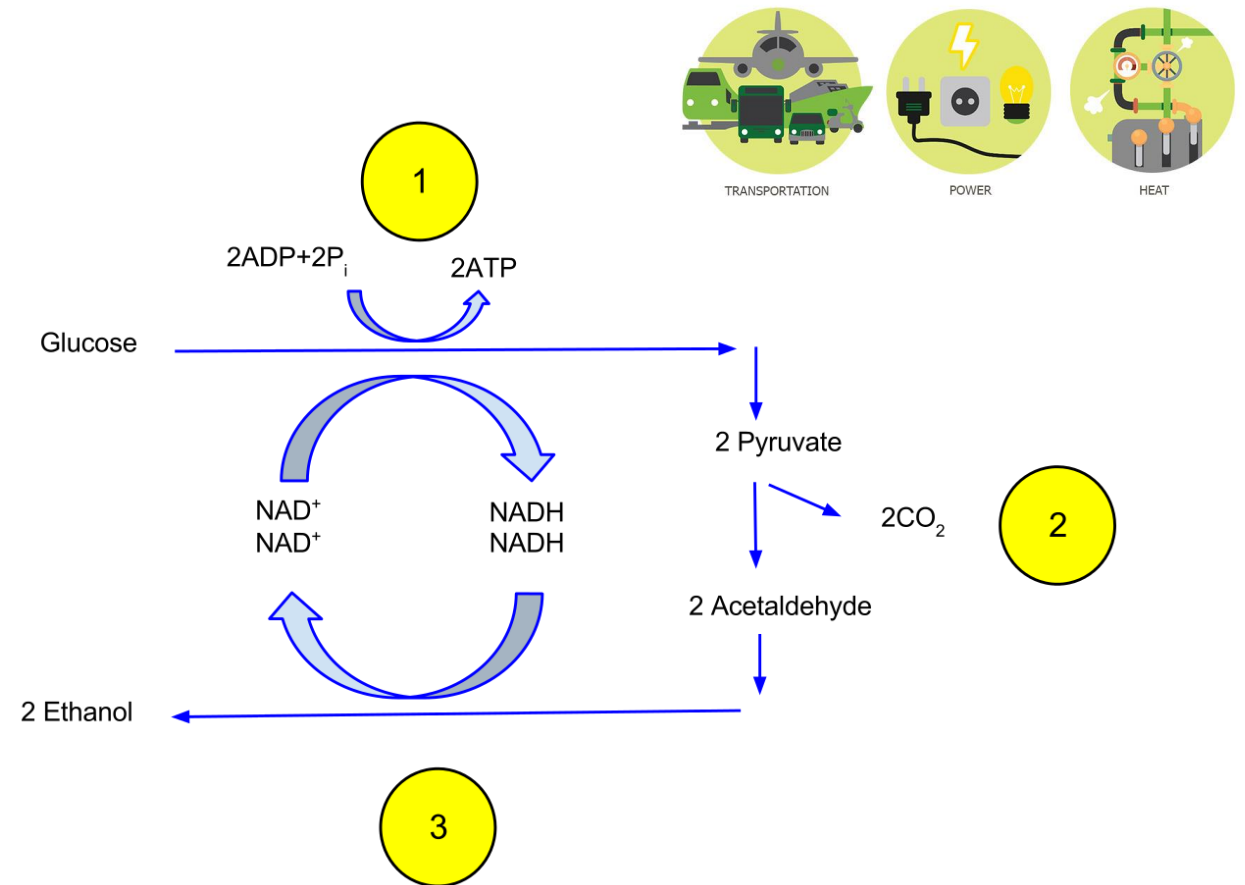 TRANSPORTATION
POWER
HEAT
1
2ADP+2Pᵢ
2ATP
Glucose
2 Pyruvate
NAD⁺
NAD⁺
NADH
NADH
2CO₂
2
2 Acetaldehyde
2 Ethanol
3